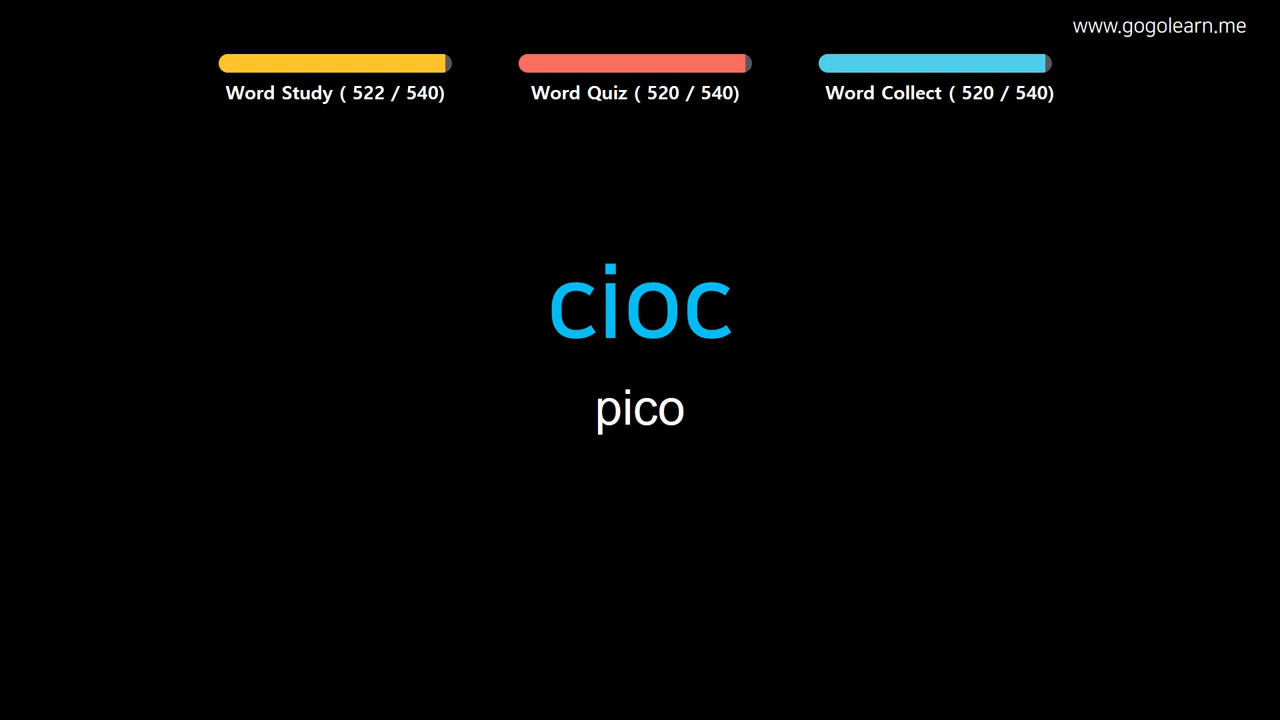 www.gogolearn.me
Word Study ( 522 / 540)
Word Quiz ( 520 / 540)
Word Collect ( 520 / 540)
cioc
pico